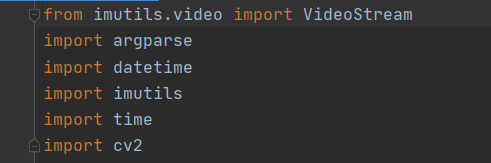 from imutils.video import VideoStream
import argparse
import datetime
import imutils
import time
import cv2